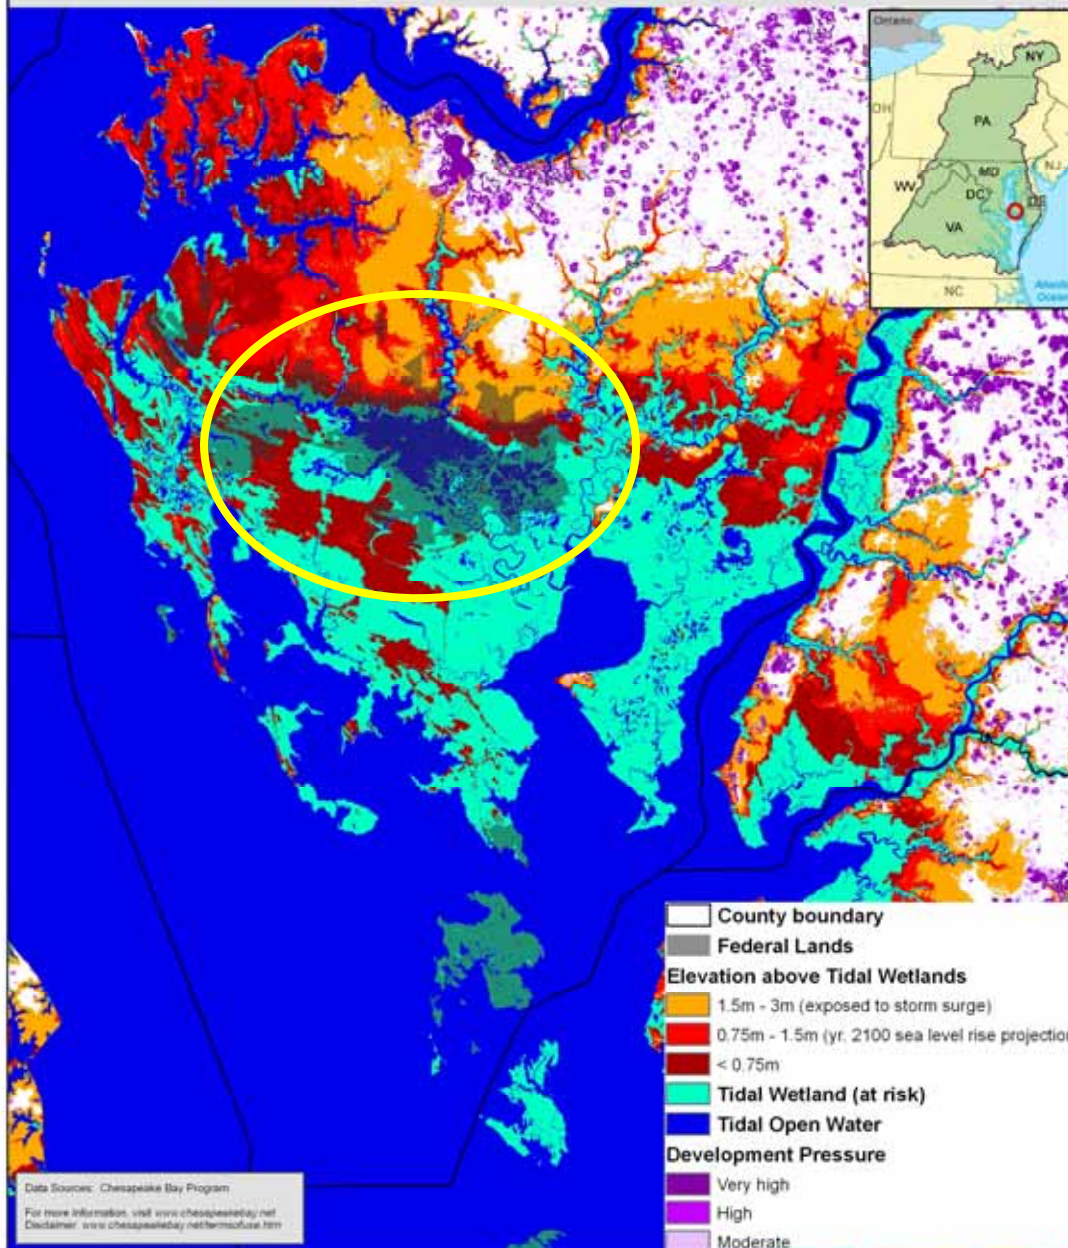 Ontario
NY
OH
PA
NJ
MD
WV
DC
DE
VA
NC
Atlantic
Ocean
County boundary
Federal Lands
Elevation above Tidal Wetlands
1.5m - 3m (exposed to storm surge)
0.75m - 1.5m (yr. 2100 sea level rise projection
< 0.75m
Tidal Wetland (at risk)
Tidal Open Water
Development Pressure
Very high
High
Moderate
Data Sources: Chesapeake Bay Program
For more information, visit www.chesapeakebay.net
Disclaimer: www.chesapeakebay.net/termsofuse.htm